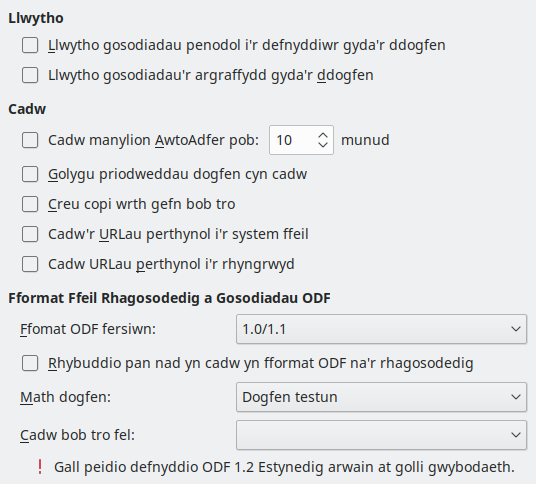 Llwytho
Llwytho gosodiadau penodol i'r defnyddiwr gyda'r ddogfen
Llwytho gosodiadau'r argraffydd gyda'r ddogfen
Cadw
Cadw manylion AwtoAdfer pob: 10 munud
Golygu priodweddau dogfen cyn cadw
Creu copi wrth gefn bob tro
Cadw'r URLau perthynol i'r system ffeil
Cadw URLau perthynol i'r rhyngrwyd
Fformat Ffeil Rhagosodedig a Gosodiadau ODF
Ffomat ODF fersiwn: 1.0/1.1
Rhybuddio pan nad yn cadw yn fformat ODF na'r rhagosodedig
Math dogfen: Dogfen testun
Cadw bob tro fel:
! Gall peidio defnyddio ODF 1.2 Estynedig arwain at golli gwybodaeth.